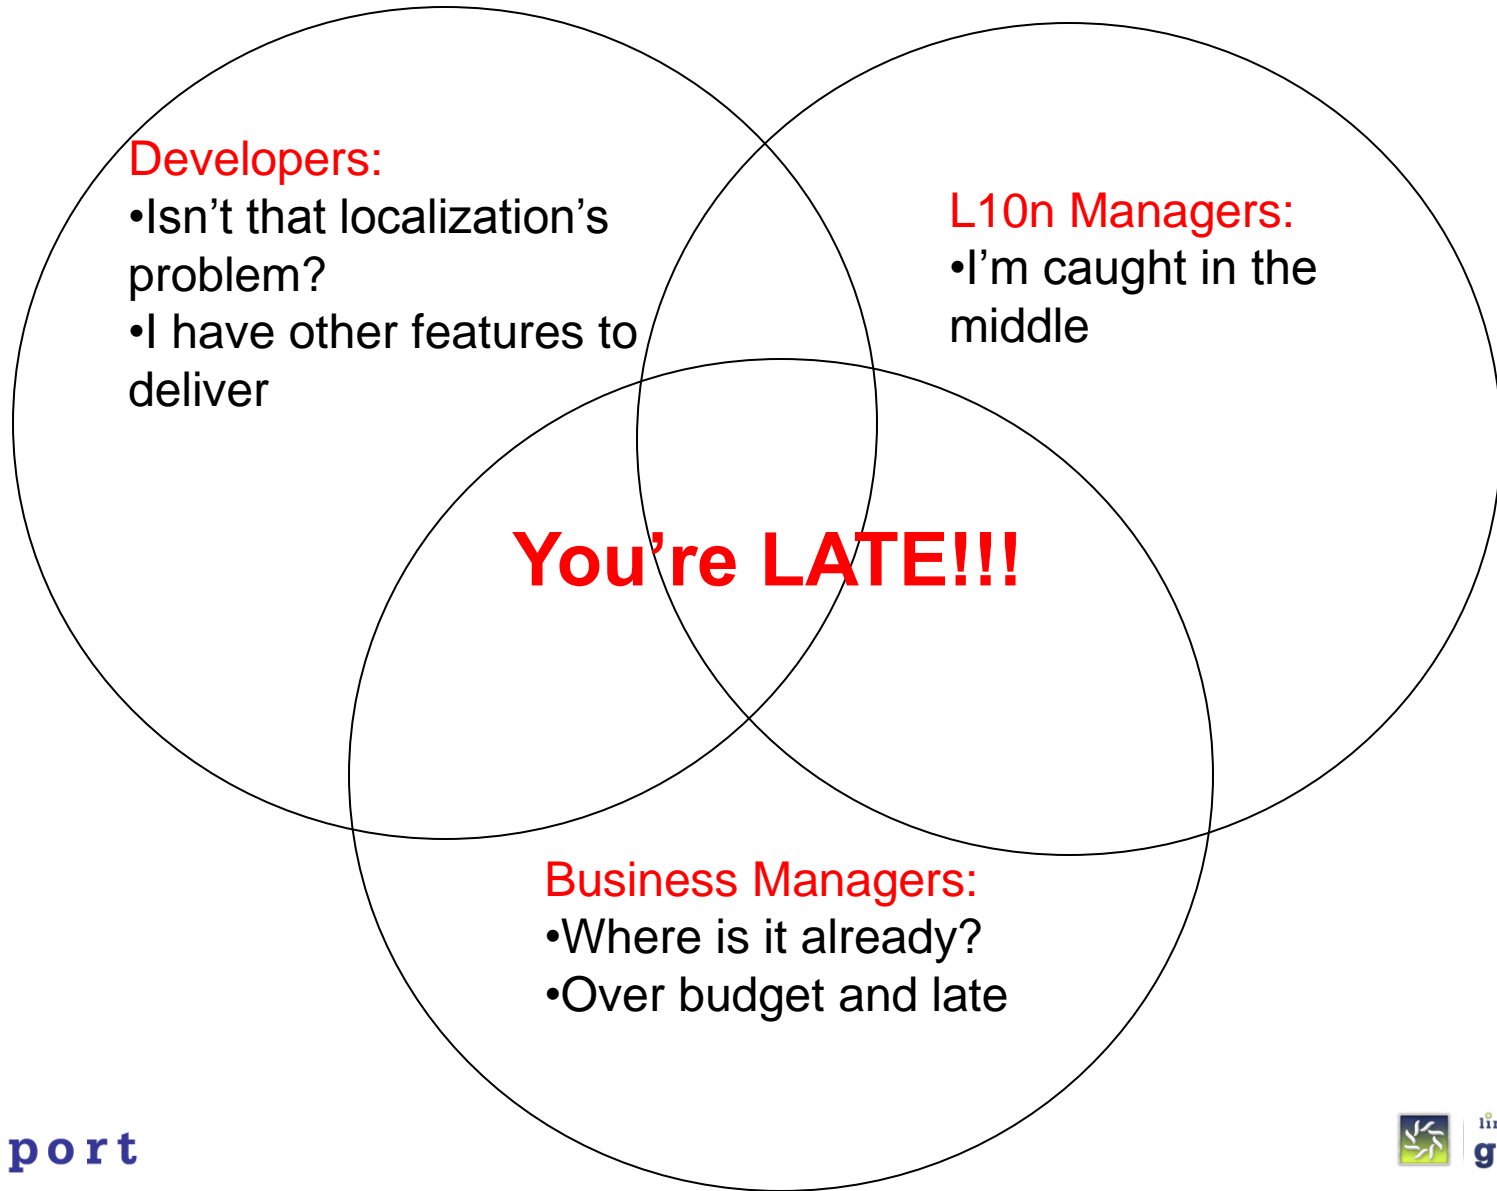 Developers:
•Isn’t that localization’s
problem?
•I have other features to
deliver
L10n Managers:
•I’m caught in the
middle
You’re LATE!!!
Business Managers:
•Where is it already?
•Over budget and late
port